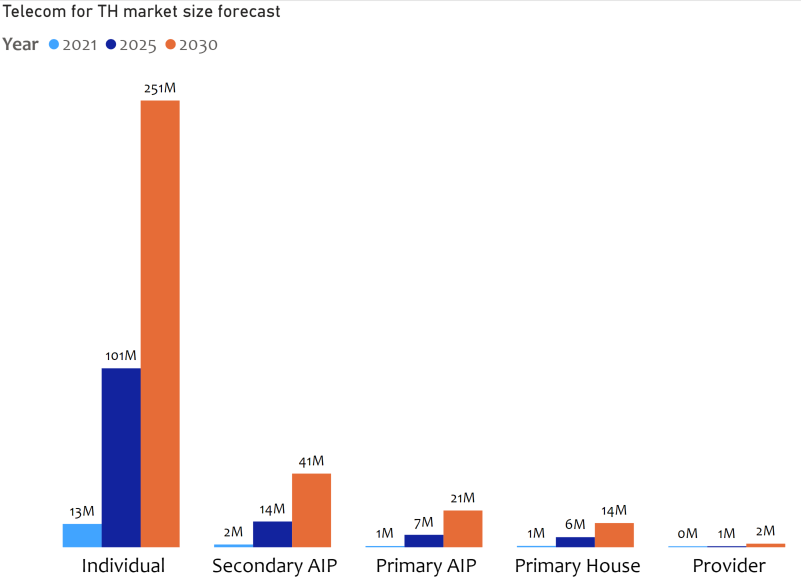 Telecom for TH market size forecast
Year 2021 2025 2030
251M
101M
13M
41M
14M
2M
21M
7M
1M
14M
6M
1M
2M
1M
0M
Individual Secondary AIP Primary AIP Primary House Provider